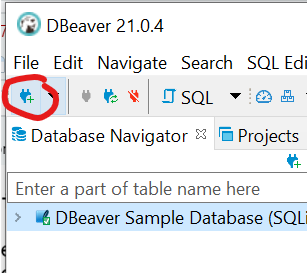 DBeaver 21.0.4
File Edit Navigate Search SQL Edit
SQL
Database Navigator Projects
Enter a part of table name here
DBeaver Sample Database (SQLi